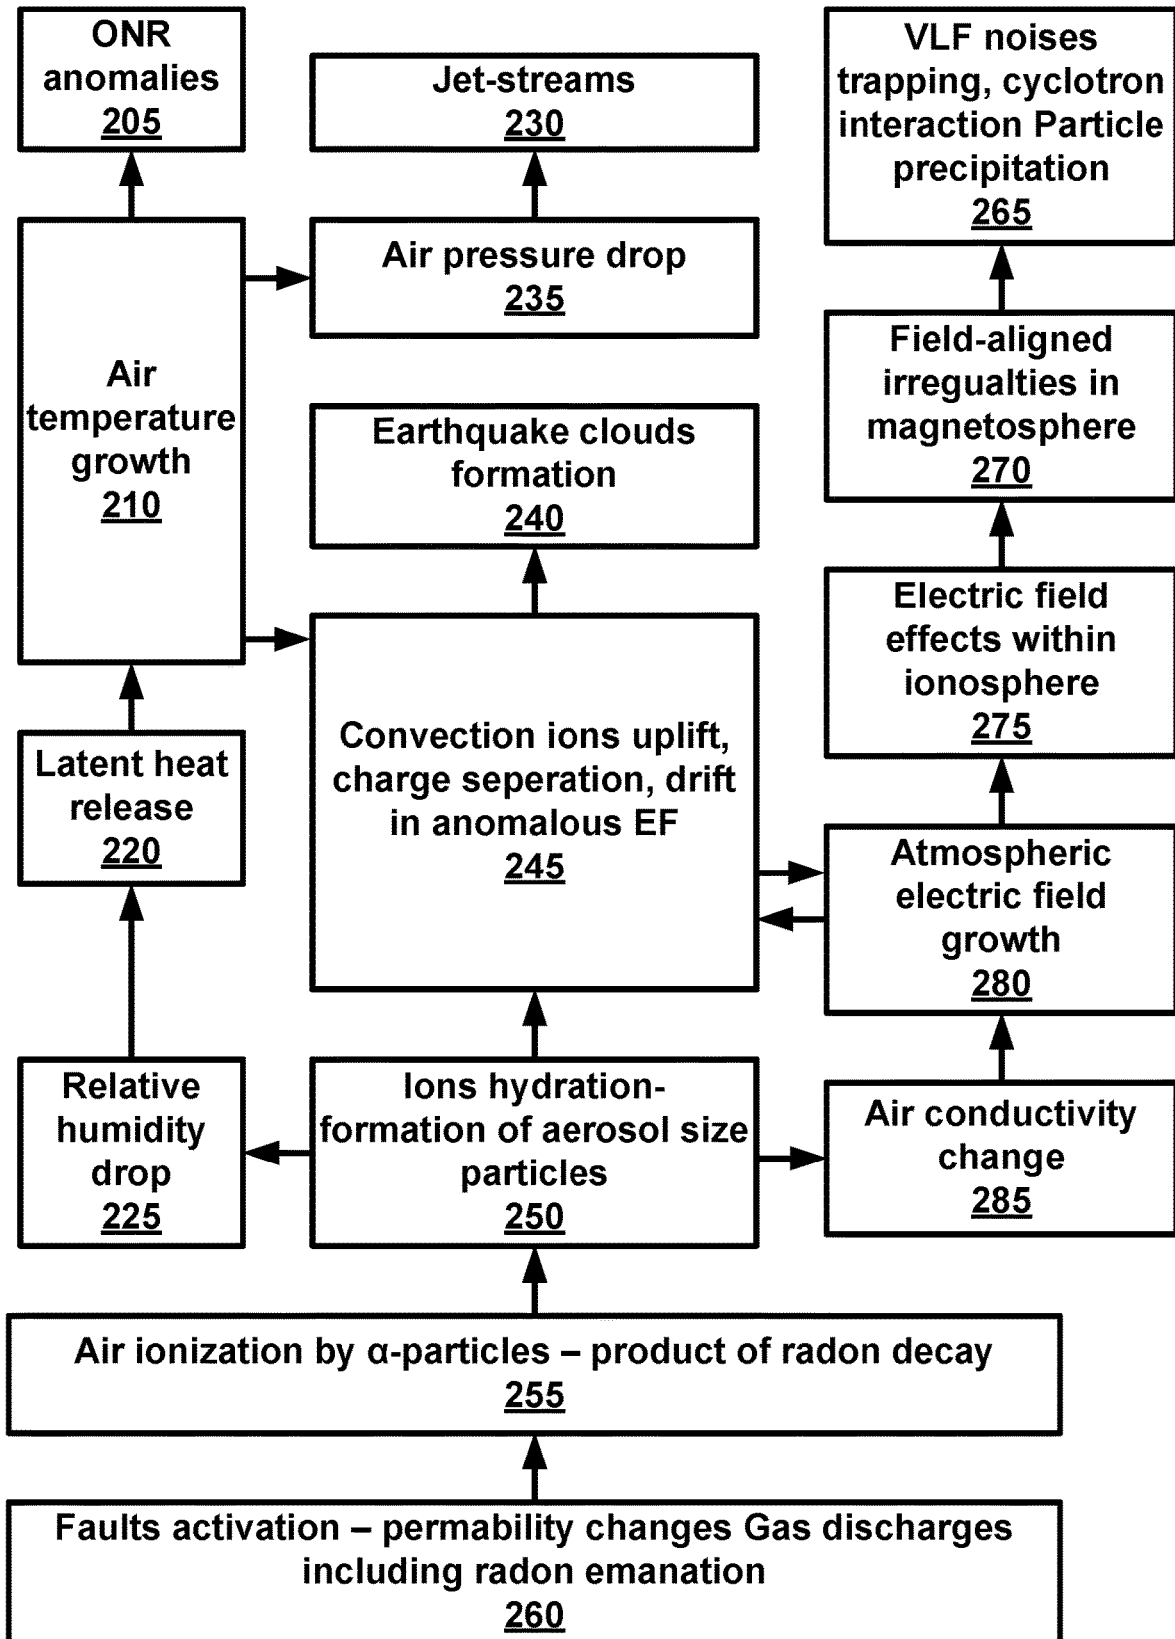 ONR
anomalies
205
Jet-streams
230
VLF noises
trapping, cyclotron
interaction Particle
precipitation
265
Air
temperature
growth
210
Air pressure drop
235
Field-aligned
irregualties in
magnetosphere
270
Earthquake clouds
formation
240
Electric field
effects within
ionosphere
275
Latent heat
release
220
Convection ions uplift,
charge seperation, drift
in anomalous EF
245
Atmospheric
electric field
growth
280
Relative
humidity
drop
225
Ions hydration-
formation of aerosol size
particles
250
Air conductivity
change
285
Air ionization by α-particles – product of radon decay
255
Faults activation – permability changes Gas discharges
including radon emanation
260